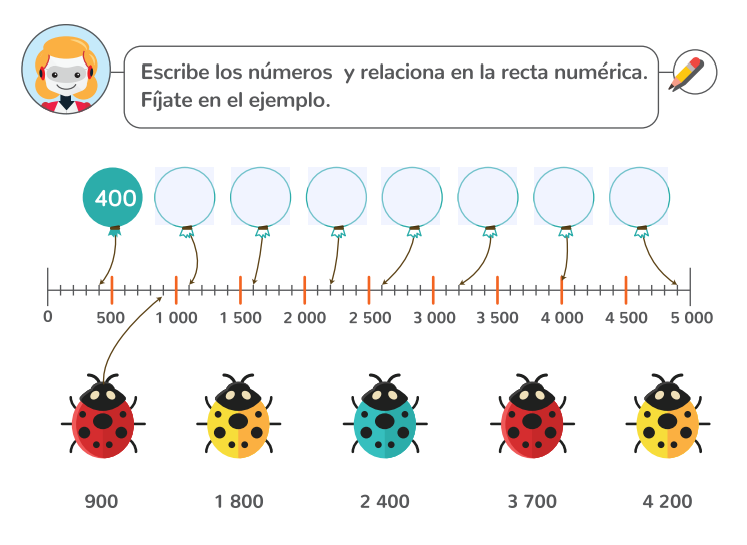 Escribe los números y relaciona en la recta numérica.
Fíjate en el ejemplo.
400
0 500 1 000 1 500 2 000 2 500 3 000 3 500 4 000 4 500 5 000
900 1 800 2 400 3 700 4 200